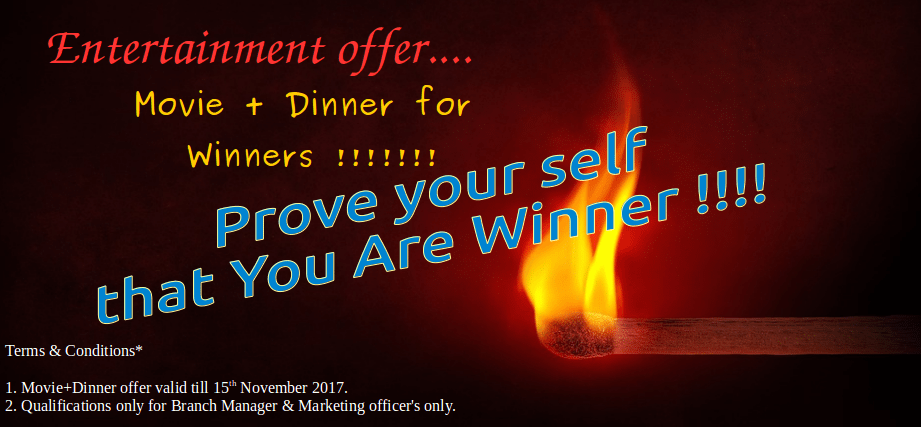 Entertainment offer....
Movie + Dinner for
Winners !!!!!!!
Prove your self
that You Are Winner !!!!
Terms & Conditions*
1. Movie+Dinner offer valid till 15th November 2017.
2. Qualifications only for Branch Manager & Marketing officer's only.